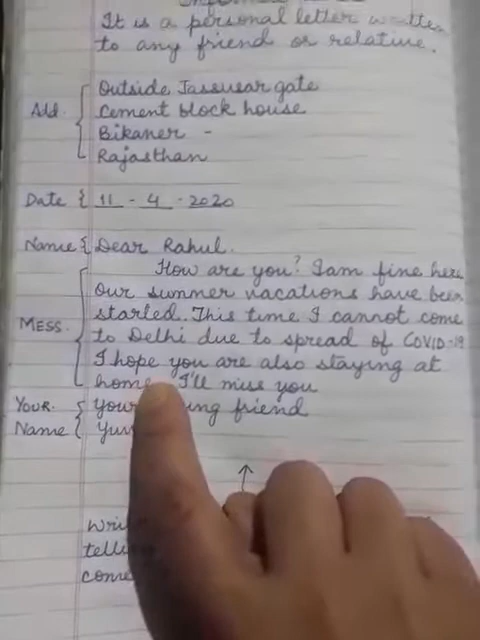 It is a personal letter written
to any friend or relative.
Add. Outside Jassusar gate
Cement block house
Bikaner -
Rajasthan
Date 11 - 4 - 2020
Name Dear Rahul.
How are you? I am fine here
Our summer vacations have been
MESS. started. This time I cannot come
to Delhi due to spread of COVID-19
I hope you are also staying at
home I'll miss you
Your friend
Name